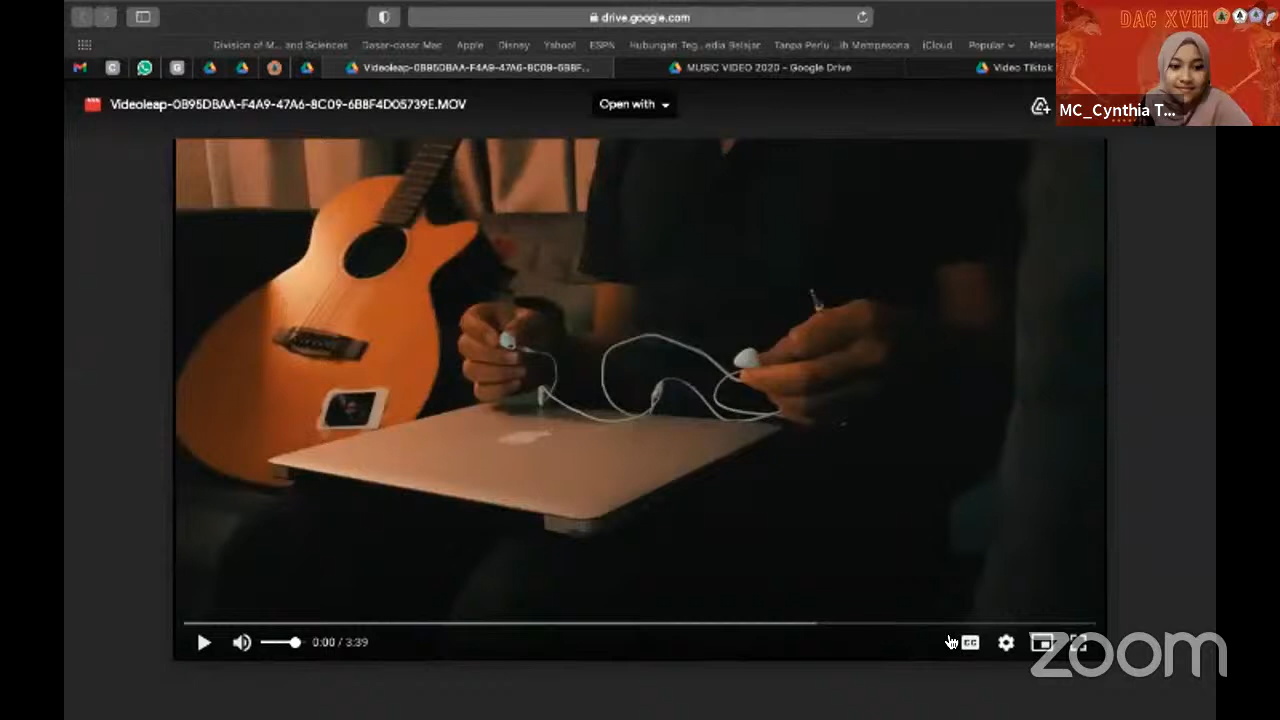 drive.google.com
DAC XVIII
Division of M... and Sciences Dasar-dasar Mac Apple Disney Yahoo! ESPN Hubungan Teg...edia Belajar Tanpa Perlu ...ih Mempesona iCloud Popular News
Videoleap-0B95DBAA-F4A9-47A6-8C09-6B8F... MUSIC VIDEO 2020 - Google Drive Video Tiktok
Videoleap-0B95DBAA-F4A9-47A6-8C09-6B8F4D05739E.MOV Open with
MC_Cynthia T...
0:00 / 3:39 CC
zoom